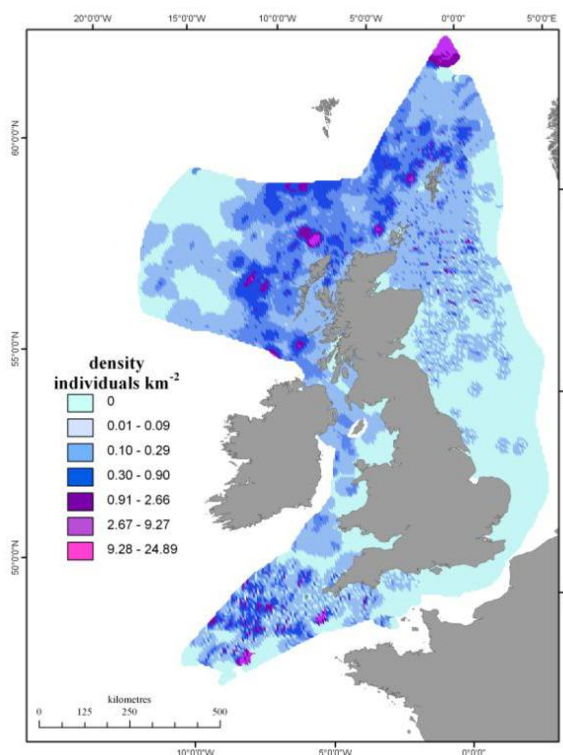 20°0'0"W 15°0'0"W 10°0'0"W 5°0'0"W 0°0'0" 5°0'0"E
60°0'0"N
55°0'0"N
50°0'0"N
density
individuals km-2
0
0.01 - 0.09
0.10 - 0.29
0.30 - 0.90
0.91 - 2.66
2.67 - 9.27
9.28 - 24.89
kilometres
0 125 250 500
10°0'0"W 5°0'0"W 0°0'0"